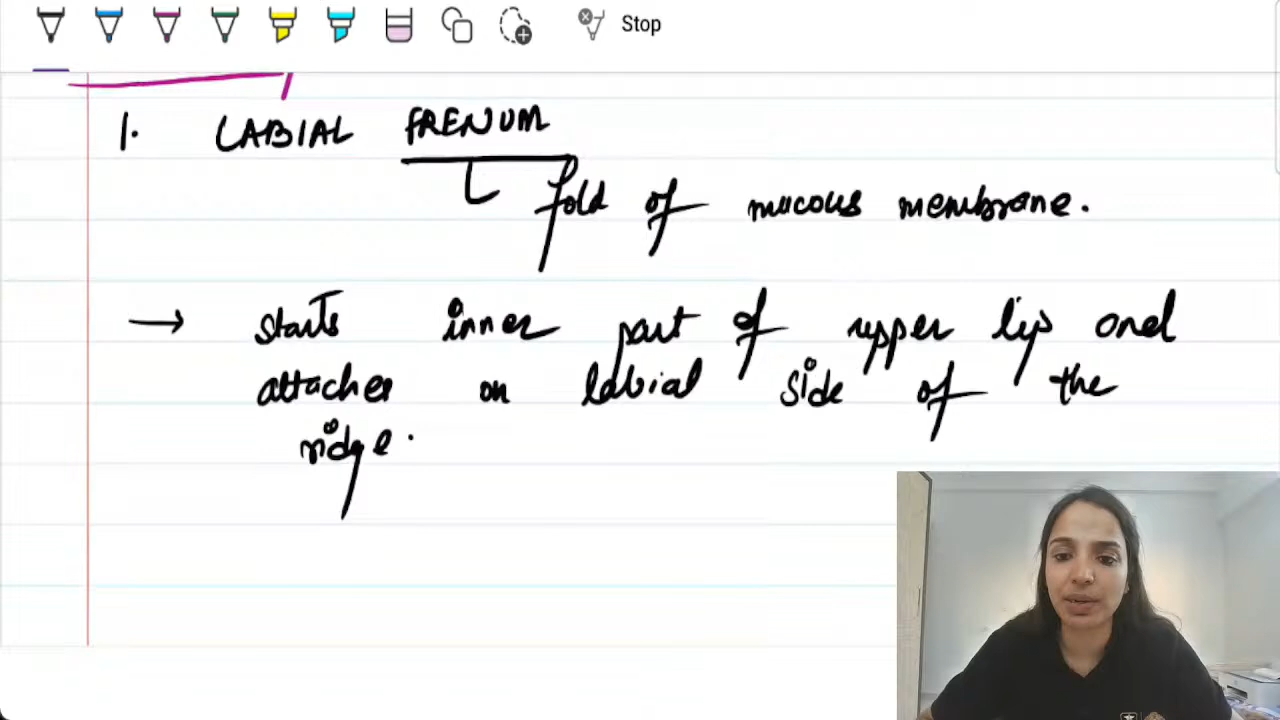 Stop
1. LABIAL FRENUM
fold of mucous membrane.
→ starts inner part of upper lip and
attaches on labial side of the
ridge.